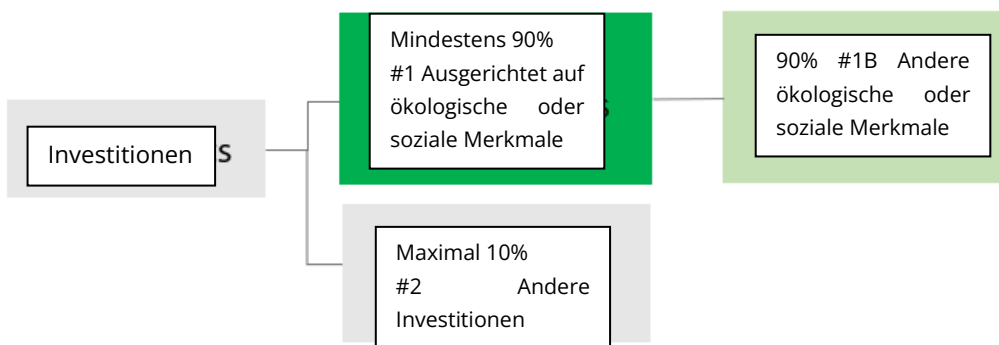 Investitionen s
Mindestens 90%
#1 Ausgerichtet auf
ökologische oder
soziale Merkmale
90% #1B Andere
ökologische oder
soziale Merkmale
Maximal 10%
#2 Andere
Investitionen